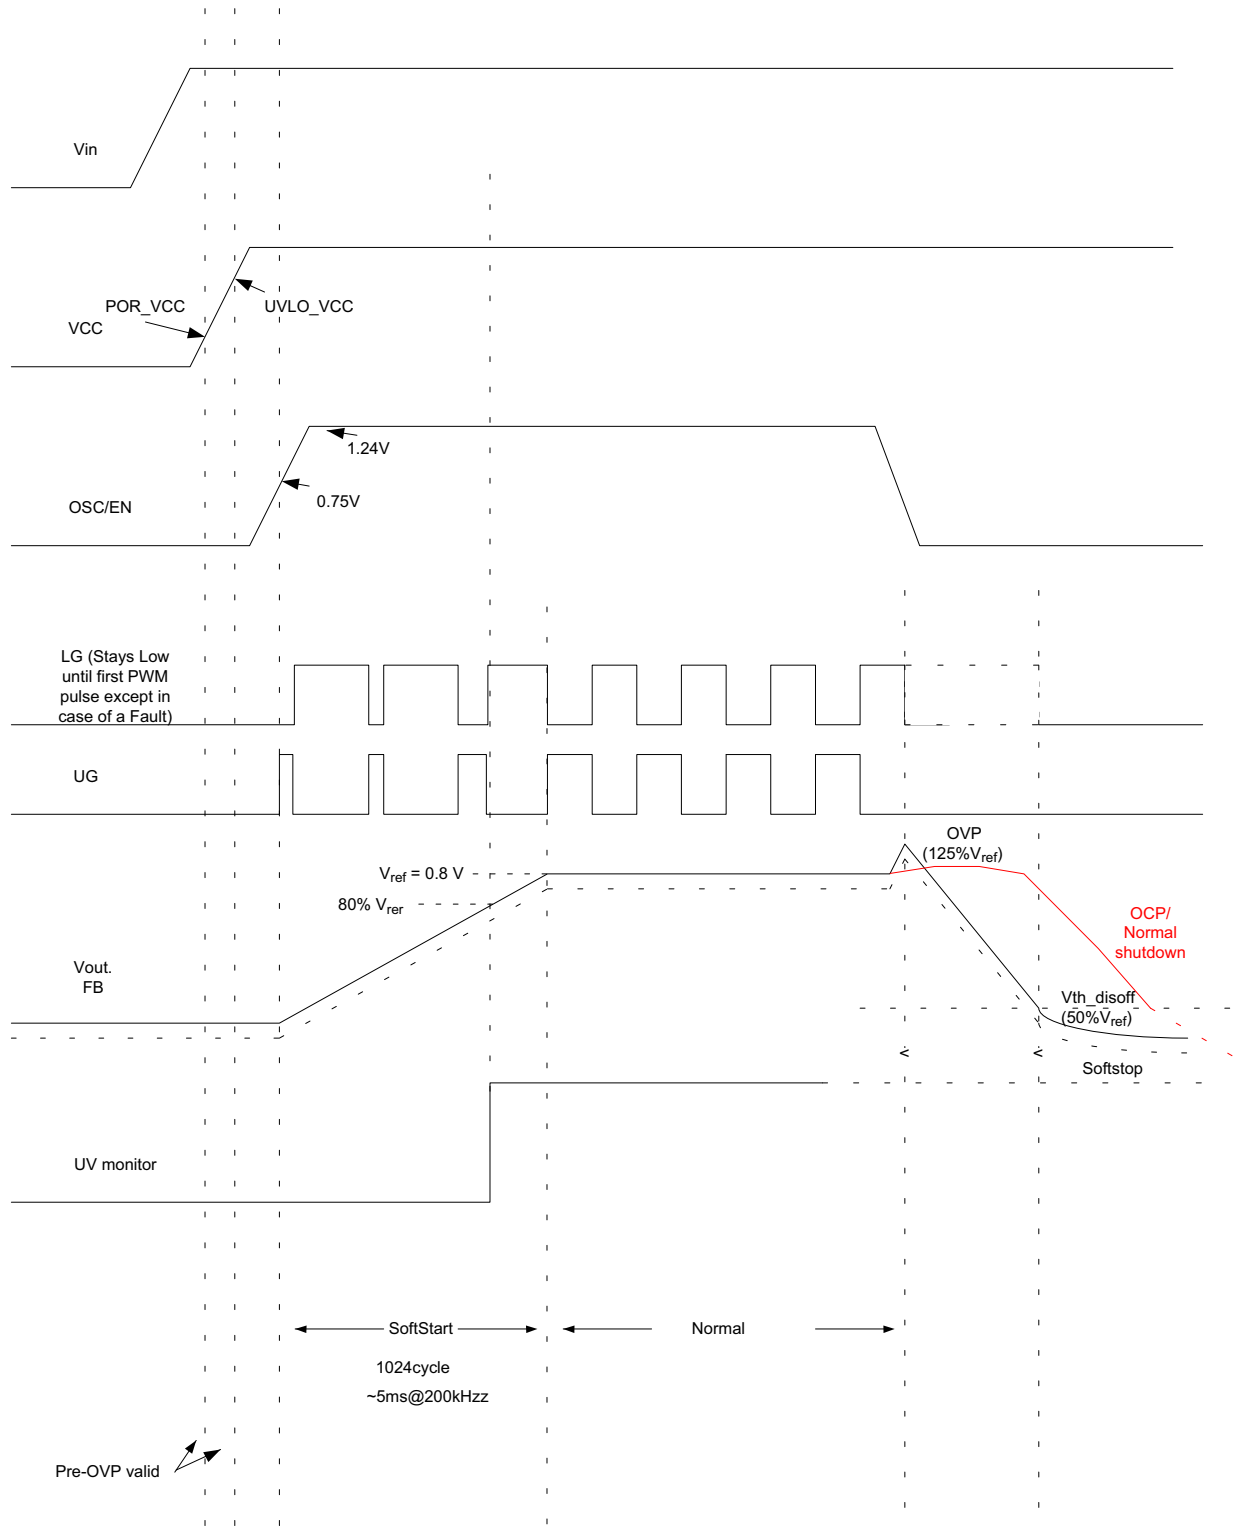 Vin
POR_VCC
UVLO_VCC
VCC
1.24V
0.75V
OSC/EN
LG (Stays Low
until first PWM
pulse except in
case of a Fault)
UG
OVP
(125%Vref)
Vref = 0.8 V
80% Vrer
OCP/
Normal
shutdown
Vout.
FB
Vth_disoff
(50%Vref)
Softstop
UV monitor
SoftStart
Normal
1024cycle
~5ms@200kHzz
Pre-OVP valid